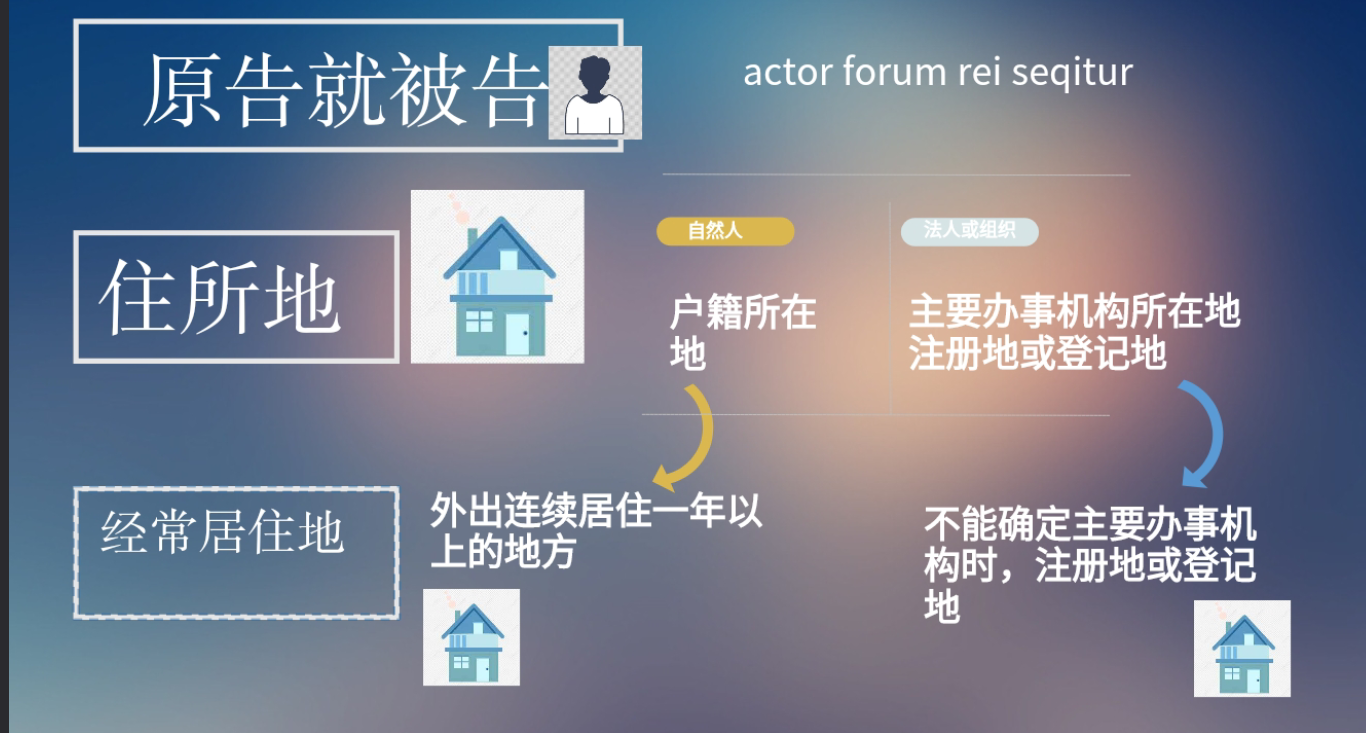 原告就被告
actor forum rei seqitur
住所地
自然人
法人或组织
户籍所在
地
主要办事机构所在地
注册地或登记地
经常居住地
外出连续居住一年以
上的地方
不能确定主要办事机
构时，注册地或登记
地